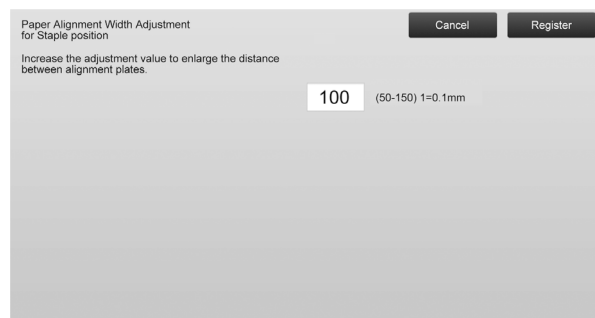 Paper Alignment Width Adjustment
for Staple position
Cancel
Register
Increase the adjustment value to enlarge the distance
between alignment plates.
100
(50-150) 1=0.1mm